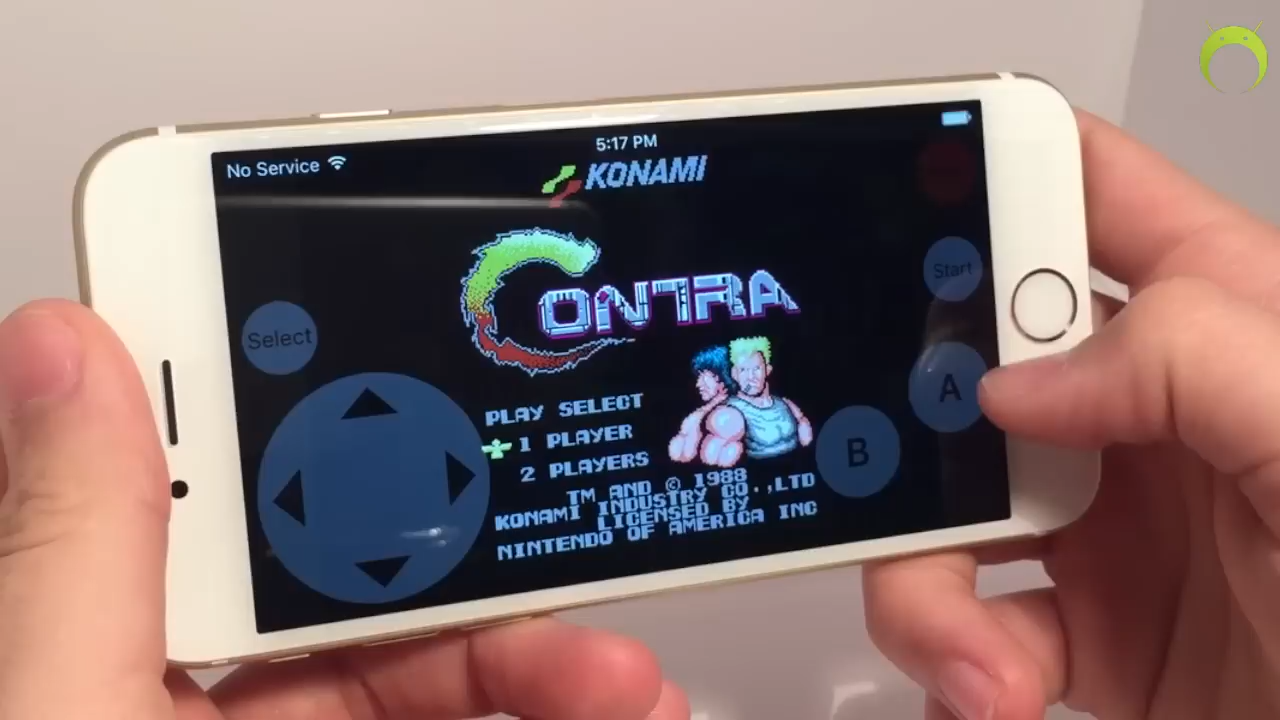 No Service
5:17 PM
KONAMI
CONTRA
Select
Start
A
B
PLAY SELECT
1 PLAYER
2 PLAYERS
TM AND © 1988
KONAMI INDUSTRY CO.,LTD
LICENSED BY
NINTENDO OF AMERICA INC